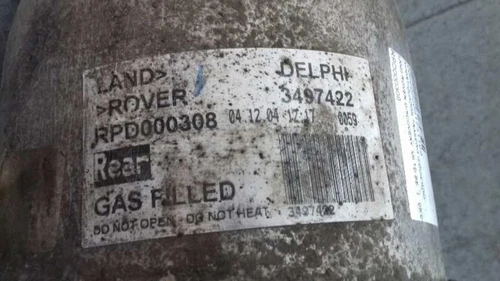 LAND> DELPHI
>ROVER 3497422
RPD000308 04 12 04 12:17 0059
Rear
GAS FILLED
DO NOT OPEN - DO NOT HEAT 3497422